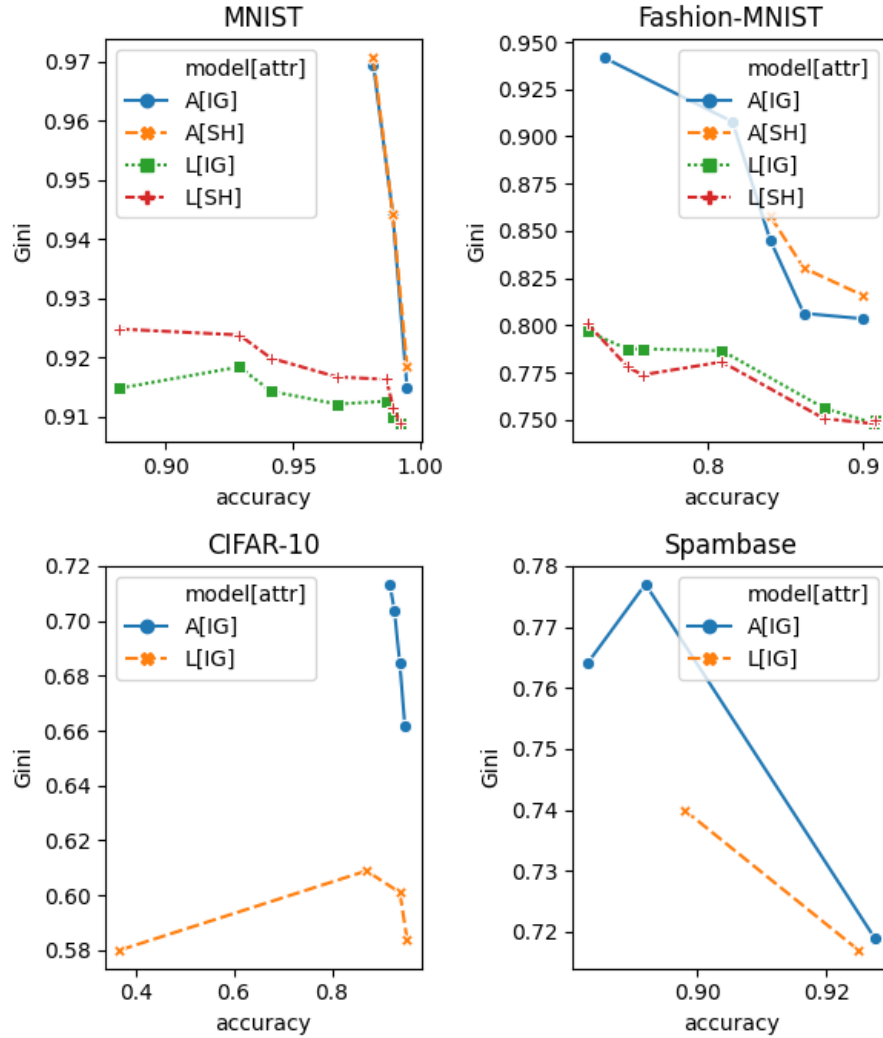 MNIST
0.97
0.96
0.95
0.94
0.93
0.92
0.91
Gini
model[attr]
A[IG]
A[SH]
L[IG]
L[SH]
0.90
0.95
1.00
accuracy
Fashion-MNIST
0.950
0.925
0.900
0.875
0.850
0.825
0.800
0.775
0.750
Gini
model[attr]
A[IG]
A[SH]
L[IG]
L[SH]
0.8
0.9
accuracy
CIFAR-10
0.72
0.70
0.68
0.66
0.64
0.62
0.60
0.58
Gini
model[attr]
A[IG]
L[IG]
0.4
0.6
0.8
accuracy
Spambase
0.78
0.77
0.76
0.75
0.74
0.73
0.72
Gini
model[attr]
A[IG]
L[IG]
0.90
0.92
accuracy